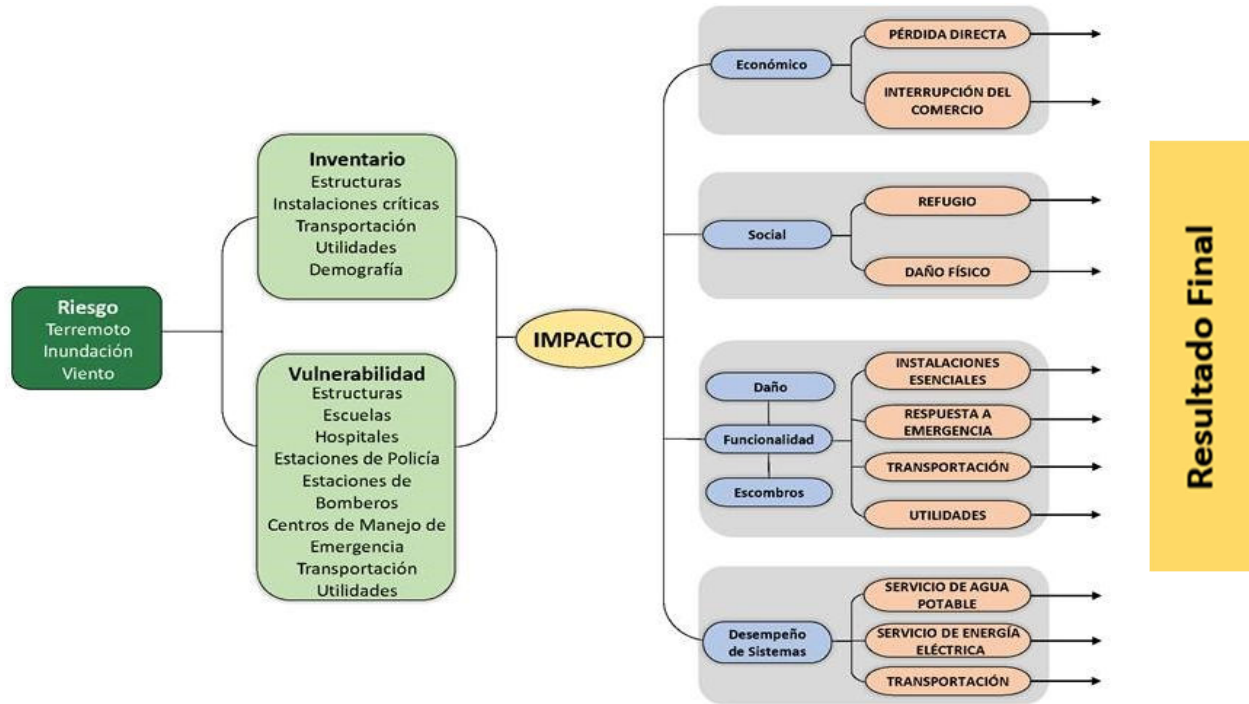 Riesgo
Terremoto
Inundación
Viento
Inventario
Estructuras
Instalaciones críticas
Transportación
Utilidades
Demografía
Vulnerabilidad
Estructuras
Escuelas
Hospitales
Estaciones de Policía
Estaciones de
Bomberos
Centros de Manejo de
Emergencia
Transportación
Utilidades
IMPACTO
Económico
PÉRDIDA DIRECTA
INTERRUPCIÓN DEL
COMERCIO
Social
REFUGIO
DAÑO FÍSICO
Daño
Funcionalidad
Escombros
INSTALACIONES
ESENCIALES
RESPUESTA A
EMERGENCIA
TRANSPORTACIÓN
UTILIDADES
Desempeño
de Sistemas
SERVICIO DE AGUA
POTABLE
SERVICIO DE ENERGÍA
ELÉCTRICA
TRANSPORTACIÓN
Resultado Final